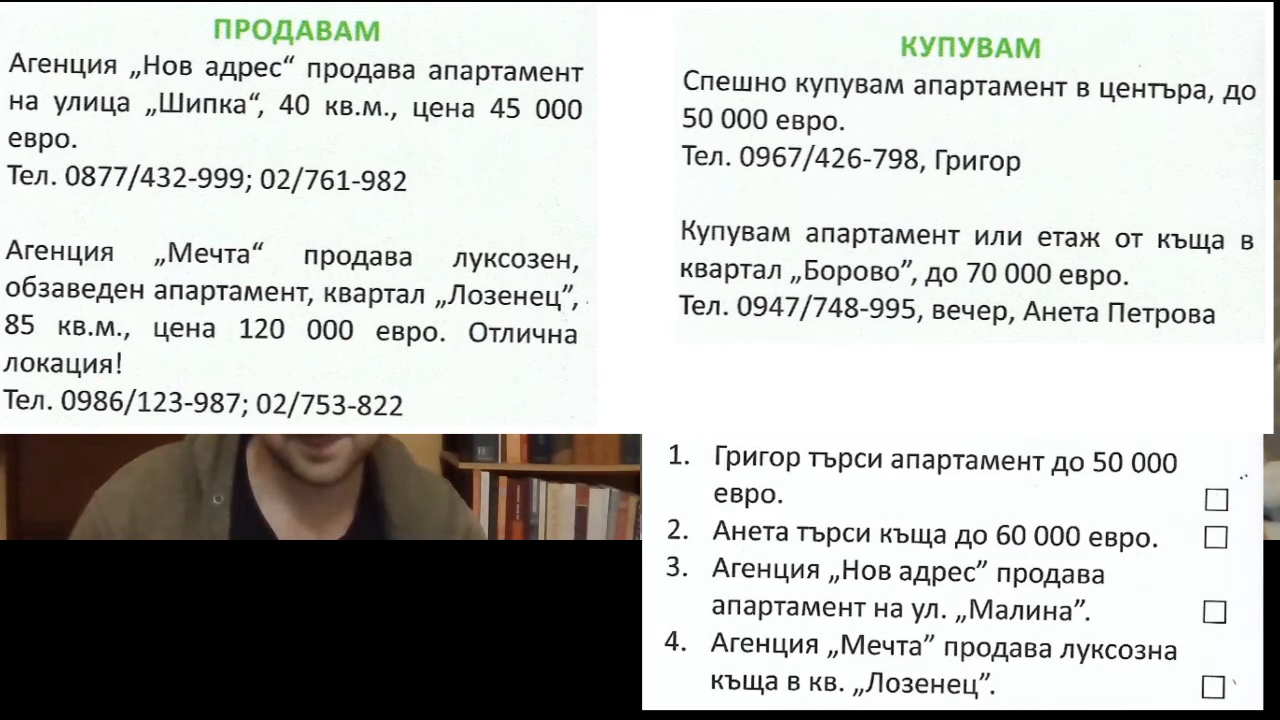 ПРОДАВАМ
Агенция „Нов адрес“ продава апартамент
на улица „Шипка“, 40 кв.м., цена 45 000
евро.
Тел. 0877/432-999; 02/761-982
Агенция „Мечта“ продава луксозен,
обзаведен апартамент, квартал „Лозенец”,
85 кв.м., цена 120 000 евро. Отлична
локация!
Тел. 0986/123-987; 02/753-822
КУПУВАМ
Спешно купувам апартамент в центъра, до
50 000 евро.
Тел. 0967/426-798, Григор
Купувам апартамент или етаж от къща в
квартал „Борово”, до 70 000 евро.
Тел. 0947/748-995, вечер, Анета Петрова
1. Григор търси апартамент до 50 000
евро.
2. Анета търси къща до 60 000 евро.
3. Агенция „Нов адрес” продава
апартамент на ул. „Малина”.
4. Агенция „Мечта” продава луксозна
къща в кв. „Лозенец”.